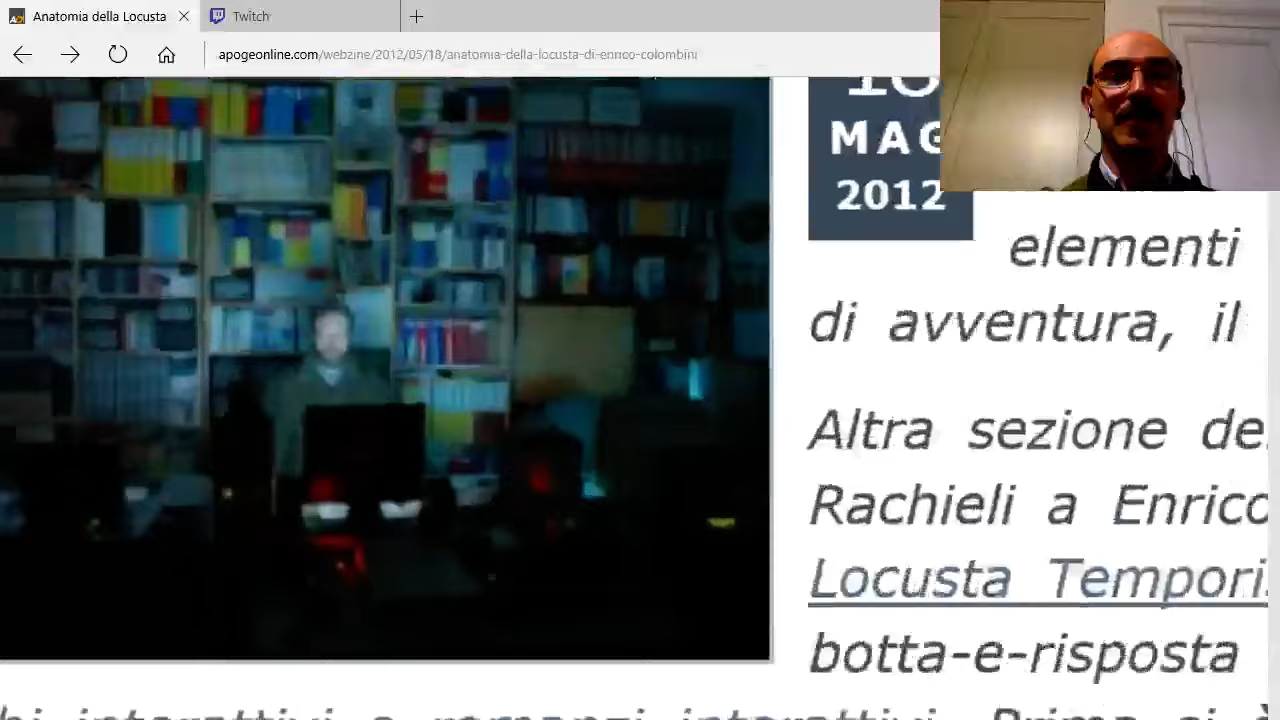 Anatomia della Locusta
Twitch
apogeonline.com/webzine/2012/05/18/anatomia-della-locusta-di-enrico-colombini
MAG
2012
elementi
di avventura, il
Altra sezione de
Rachieli a Enrico
Locusta Tempori
botta-e-risposta